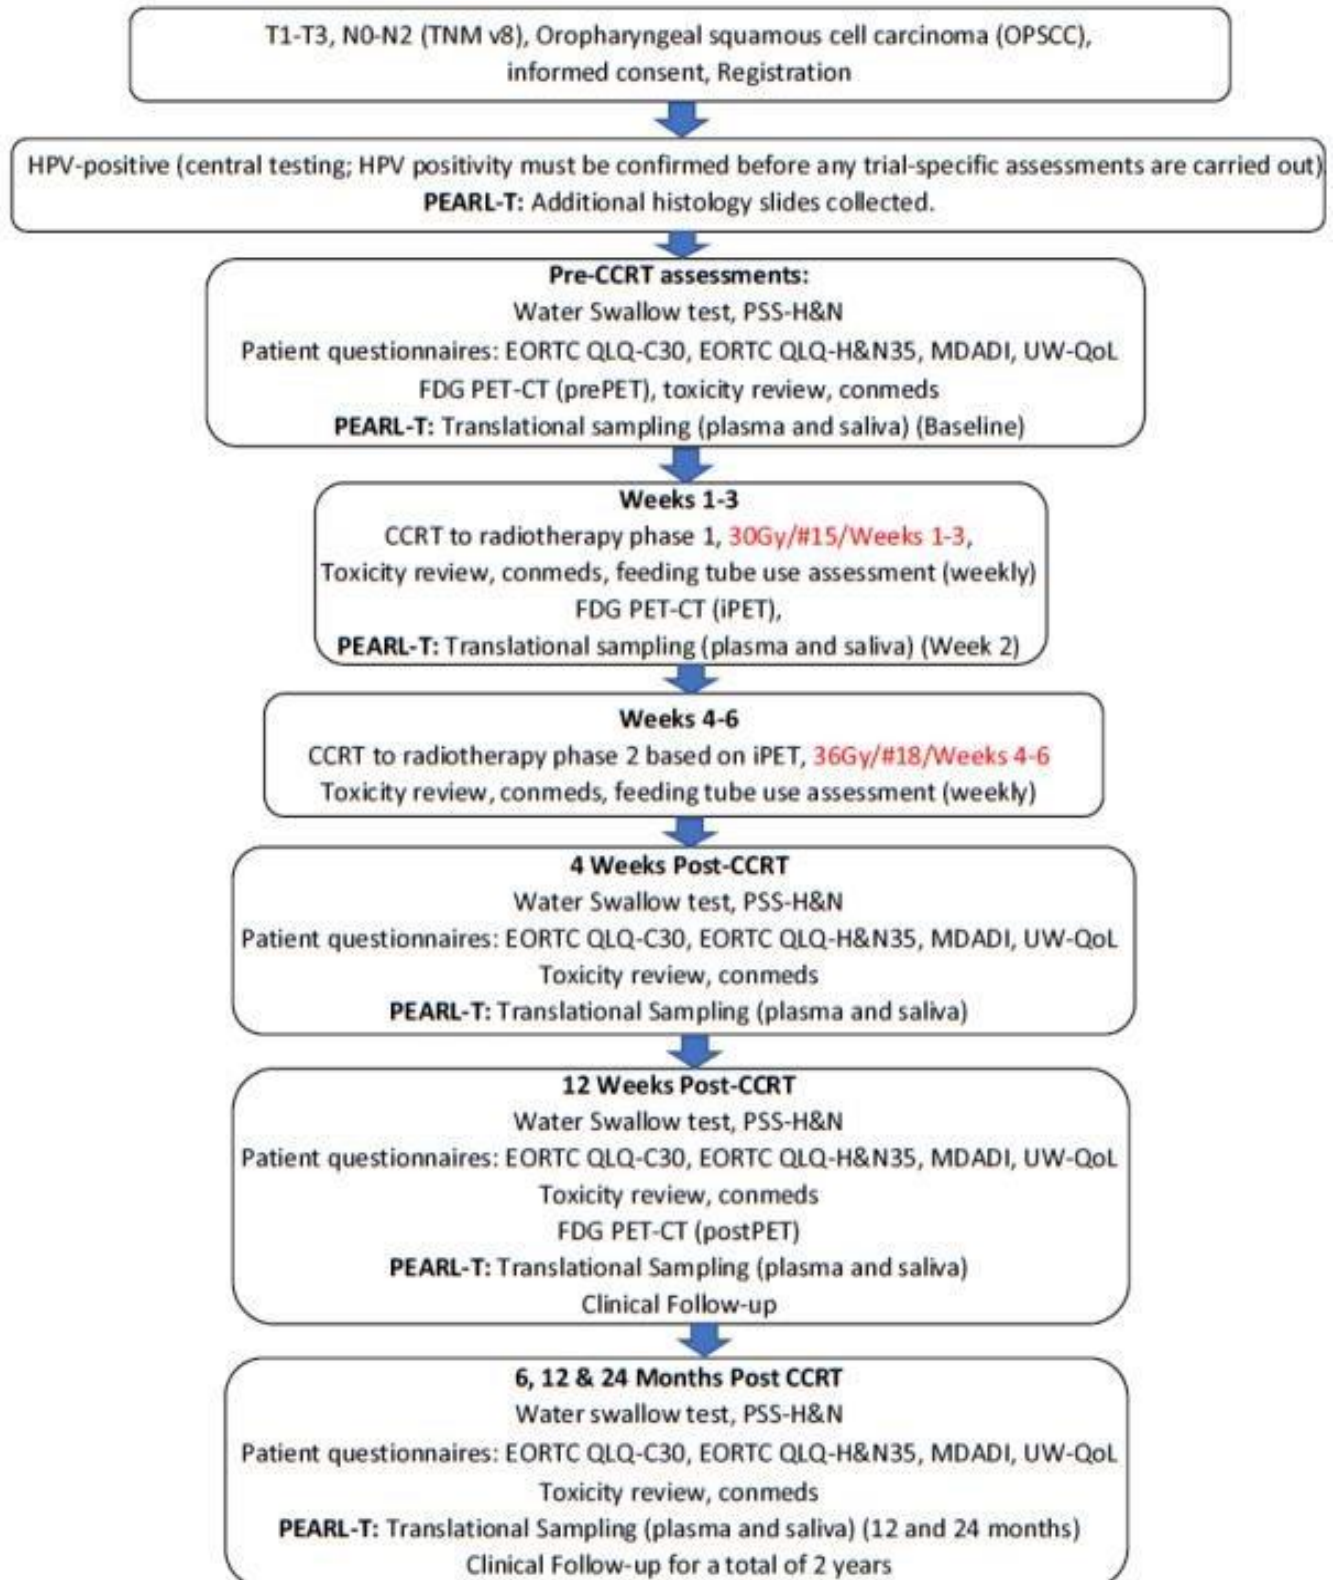 T1-T3, N0-N2 (TNM v8), Oropharyngeal squamous cell carcinoma (OPSCC),
informed consent, Registration
HPV-positive (central testing; HPV positivity must be confirmed before any trial-specific assessments are carried out)
PEARL-T: Additional histology slides collected.
Pre-CCRT assessments:
Water Swallow test, PSS-H&N
Patient questionnaires: EORTC QLQ-C30, EORTC QLQ-H&N35, MDADI, UW-QoL
FDG PET-CT (prePET), toxicity review, conmeds
PEARL-T: Translational sampling (plasma and saliva) (Baseline)
Weeks 1-3
CCRT to radiotherapy phase 1, 30Gy/#15/Weeks 1-3,
Toxicity review, conmeds, feeding tube use assessment (weekly)
FDG PET-CT (iPET),
PEARL-T: Translational sampling (plasma and saliva) (Week 2)
Weeks 4-6
CCRT to radiotherapy phase 2 based on iPET, 36Gy/#18/Weeks 4-6
Toxicity review, conmeds, feeding tube use assessment (weekly)
4 Weeks Post-CCRT
Water Swallow test, PSS-H&N
Patient questionnaires: EORTC QLQ-C30, EORTC QLQ-H&N35, MDADI, UW-QoL
Toxicity review, conmeds
PEARL-T: Translational Sampling (plasma and saliva)
12 Weeks Post-CCRT
Water Swallow test, PSS-H&N
Patient questionnaires: EORTC QLQ-C30, EORTC QLQ-H&N35, MDADI, UW-QoL
Toxicity review, conmeds
FDG PET-CT (postPET)
PEARL-T: Translational Sampling (plasma and saliva)
Clinical Follow-up
6, 12 & 24 Months Post CCRT
Water swallow test, PSS-H&N
Patient questionnaires: EORTC QLQ-C30, EORTC QLQ-H&N35, MDADI, UW-QoL
Toxicity review, conmeds
PEARL-T: Translational Sampling (plasma and saliva) (12 and 24 months)
Clinical Follow-up for a total of 2 years